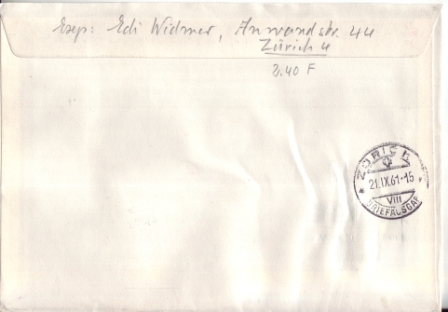 Exp: Edi Widmer, Anwandstr. 44
Zürich 4
3.40 F
ZÜRICH
21.IX.61-15
VIII
BRIEFAUSGABE